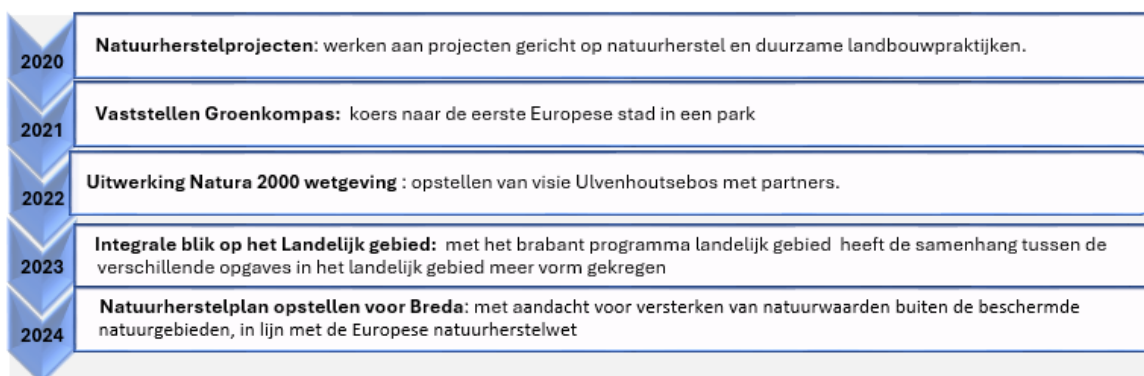 2020
Natuurherstelprojecten: werken aan projecten gericht op natuurherstel en duurzame landbouwpraktijken.
2021
Vaststellen Groenkompas: koers naar de eerste Europese stad in een park
2022
Uitwerking Natura 2000 wetgeving : opstellen van visie Ulvenhoutsebos met partners.
2023
Integrale blik op het Landelijk gebied: met het brabant programma landelijk gebied heeft de samenhang tussen de
verschillende opgaves in het landelijk gebied meer vorm gekregen
2024
Natuurherstelplan opstellen voor Breda: met aandacht voor versterken van natuurwaarden buiten de beschermde
natuurgebieden, in lijn met de Europese natuurherstelwet